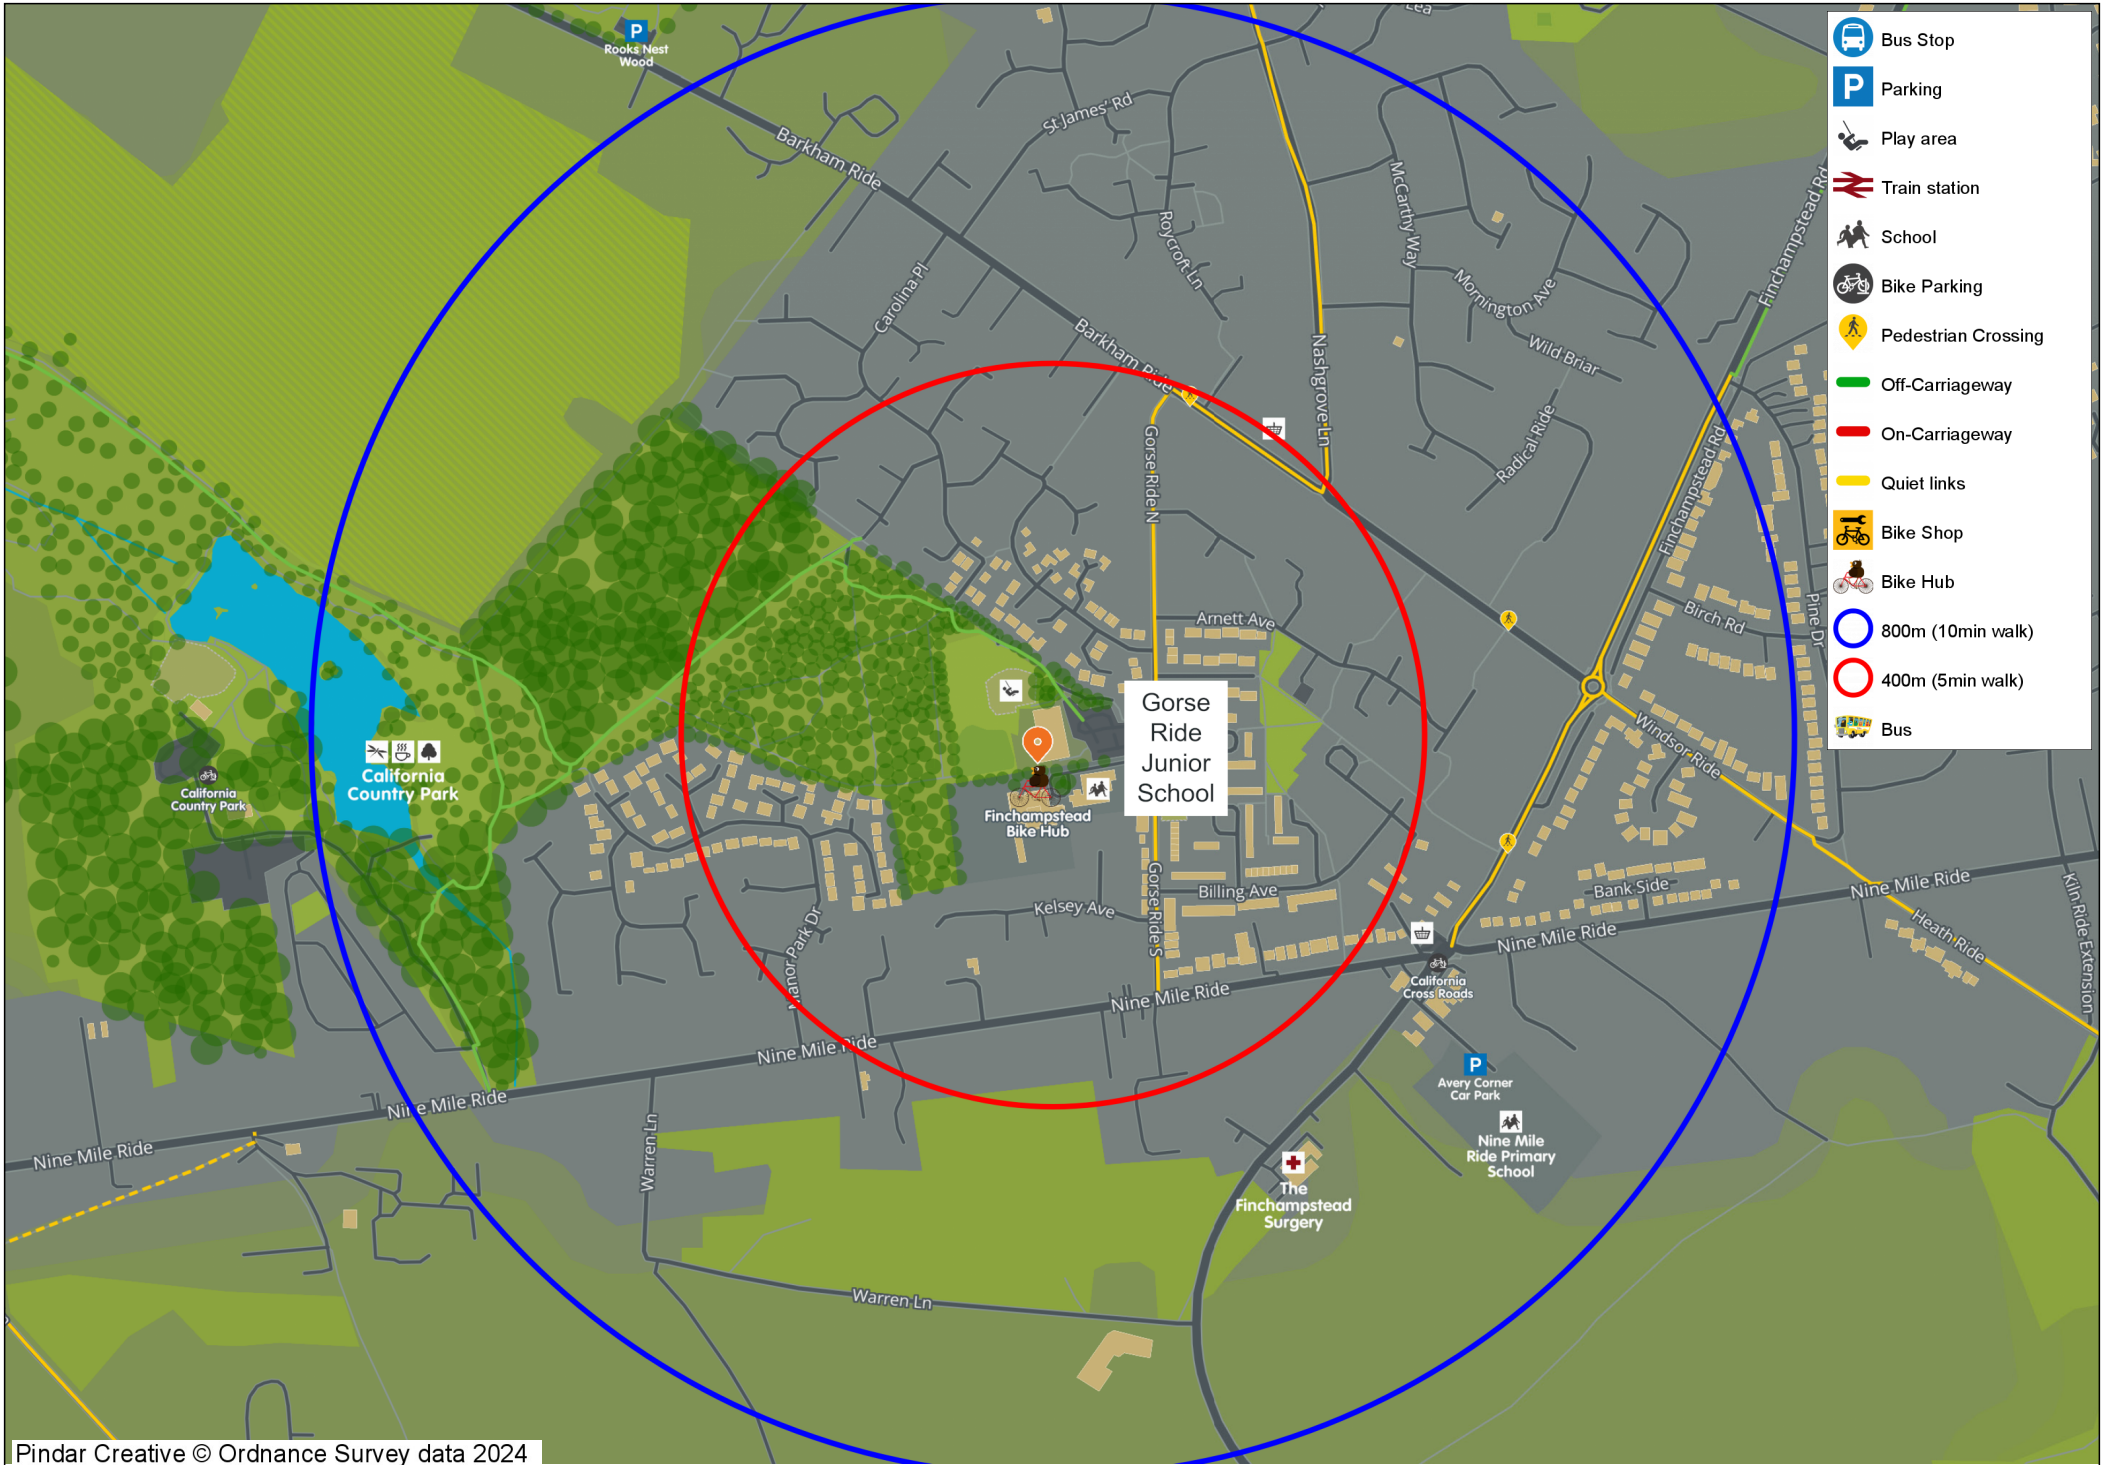 Rooks Nest
Wood
Lea
St James' Rd
Barkham Ride
McCarthy Way
Roycroft Ln
Finchampstead Rd
Carolina Pl
Mornington Ave
Barkham Ride
Wild Briar
Nashgrove Ln
Radical Ride
Gorse Ride N
Finchampstead Rd
Arnett Ave
Birch Rd
Pine Dr
Gorse
Ride
Junior
School
Windsor Ride
California
Country Park
California
Country Park
Finchampstead
Bike Hub
Billing Ave
Bank Side
Nine Mile Ride
Kelsey Ave
Gorse Ride S
Manor Park Dr
Heath Ride
Kiln Ride Extension
Nine Mile Ride
California
Cross Roads
Nine Mile Ride
Nine Mile Ride
Nine Mile Ride
Nine Mile Ride
Avery Corner
Car Park
Nine Mile
Ride Primary
School
Warren Ln
The
Finchampstead
Surgery
Warren Ln
Bus Stop
P Parking
Play area
Train station
School
Bike Parking
Pedestrian Crossing
Off-Carriageway
On-Carriageway
Quiet links
Bike Shop
Bike Hub
800m (10min walk)
400m (5min walk)
Bus
Pindar Creative © Ordnance Survey data 2024